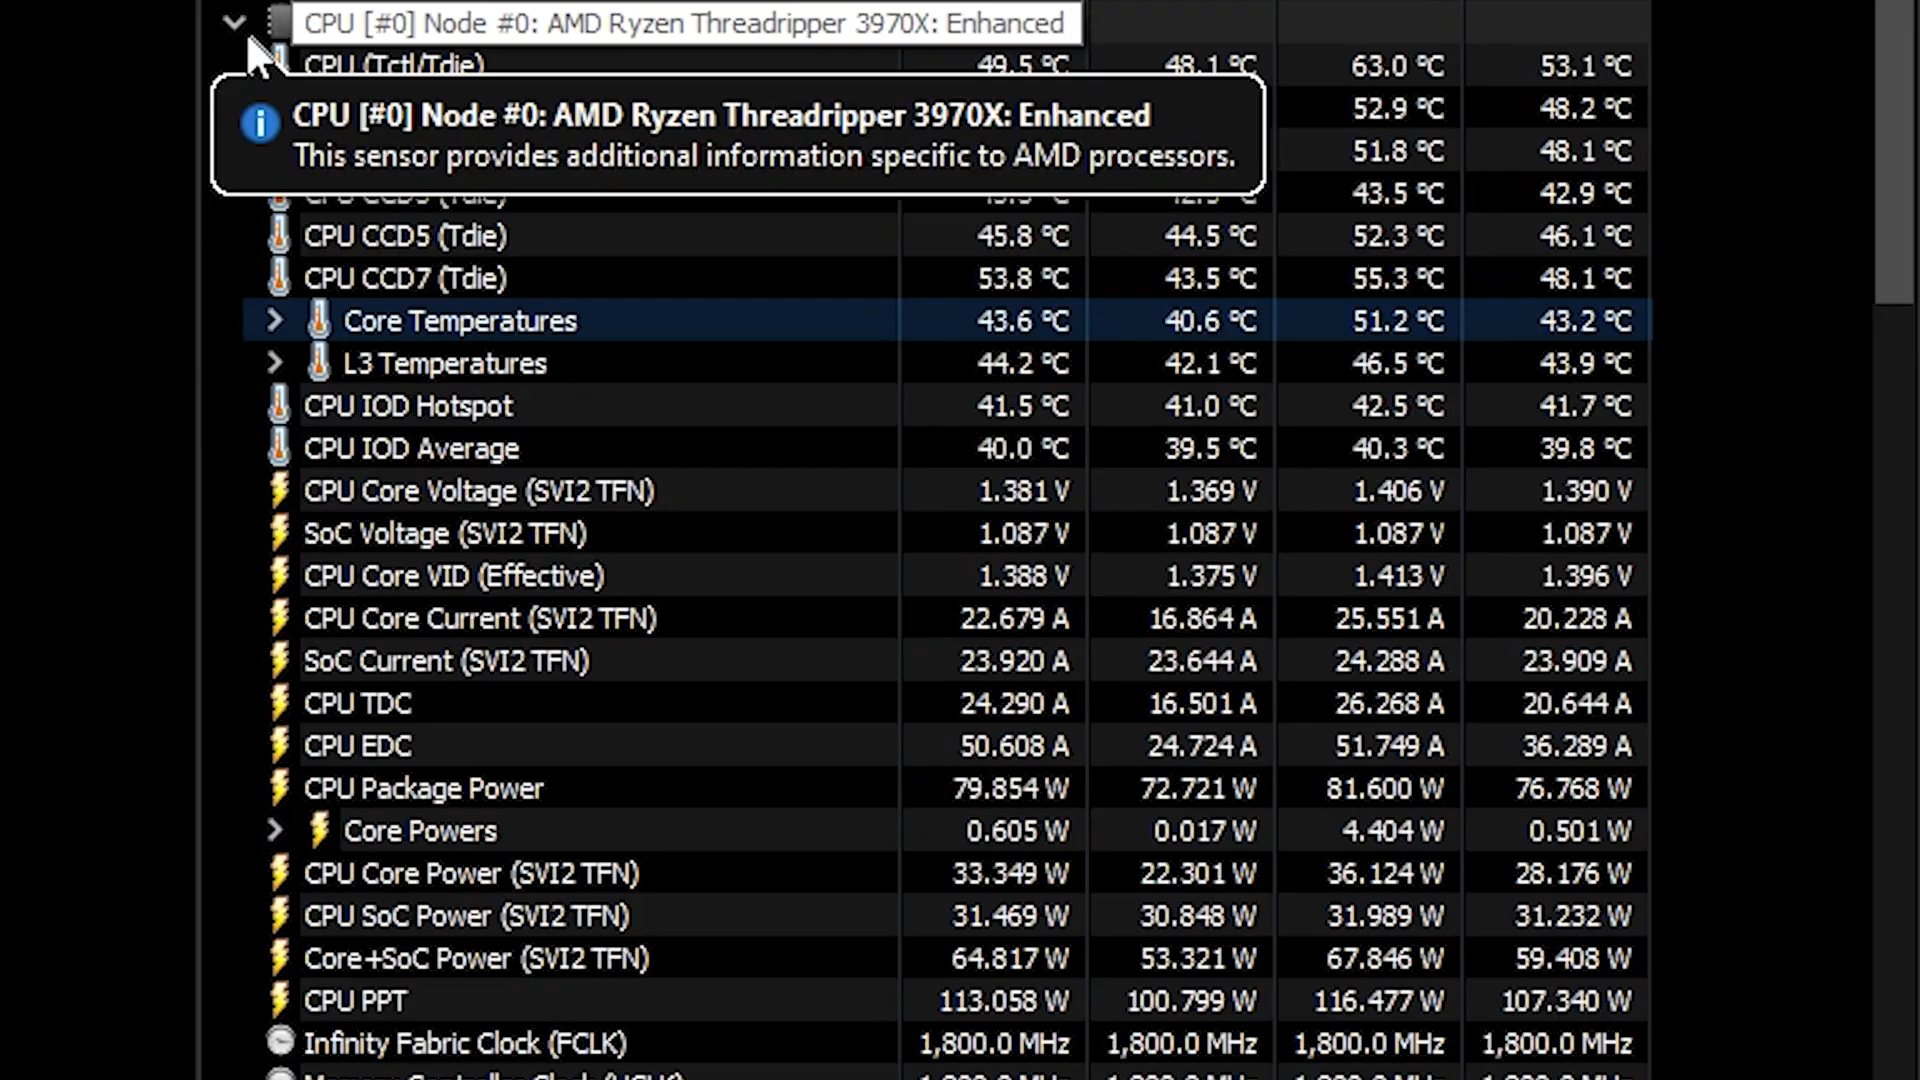 CPU [#0] Node #0: AMD Ryzen Threadripper 3970X: Enhanced
CPU (Tctl/Tdie) 49.5 °C 48.1 °C 63.0 °C 53.1 °C
CPU [#0] Node #0: AMD Ryzen Threadripper 3970X: Enhanced
This sensor provides additional information specific to AMD processors.
52.9 °C 48.2 °C
51.8 °C 48.1 °C
43.5 °C 42.9 °C
CPU CCD5 (Tdie) 45.8 °C 44.5 °C 52.3 °C 46.1 °C
CPU CCD7 (Tdie) 53.8 °C 43.5 °C 55.3 °C 48.1 °C
Core Temperatures 43.6 °C 40.6 °C 51.2 °C 43.2 °C
L3 Temperatures 44.2 °C 42.1 °C 46.5 °C 43.9 °C
CPU IOD Hotspot 41.5 °C 41.0 °C 42.5 °C 41.7 °C
CPU IOD Average 40.0 °C 39.5 °C 40.3 °C 39.8 °C
CPU Core Voltage (SVI2 TFN) 1.381 V 1.369 V 1.406 V 1.390 V
SoC Voltage (SVI2 TFN) 1.087 V 1.087 V 1.087 V 1.087 V
CPU Core VID (Effective) 1.388 V 1.375 V 1.413 V 1.396 V
CPU Core Current (SVI2 TFN) 22.679 A 16.864 A 25.551 A 20.228 A
SoC Current (SVI2 TFN) 23.920 A 23.644 A 24.288 A 23.909 A
CPU TDC 24.290 A 16.501 A 26.268 A 20.644 A
CPU EDC 50.608 A 24.724 A 51.749 A 36.289 A
CPU Package Power 79.854 W 72.721 W 81.600 W 76.768 W
Core Powers 0.605 W 0.017 W 4.404 W 0.501 W
CPU Core Power (SVI2 TFN) 33.349 W 22.301 W 36.124 W 28.176 W
CPU SoC Power (SVI2 TFN) 31.469 W 30.848 W 31.989 W 31.232 W
Core+SoC Power (SVI2 TFN) 64.817 W 53.321 W 67.846 W 59.408 W
CPU PPT 113.058 W 100.799 W 116.477 W 107.340 W
Infinity Fabric Clock (FCLK) 1,800.0 MHz 1,800.0 MHz 1,800.0 MHz 1,800.0 MHz